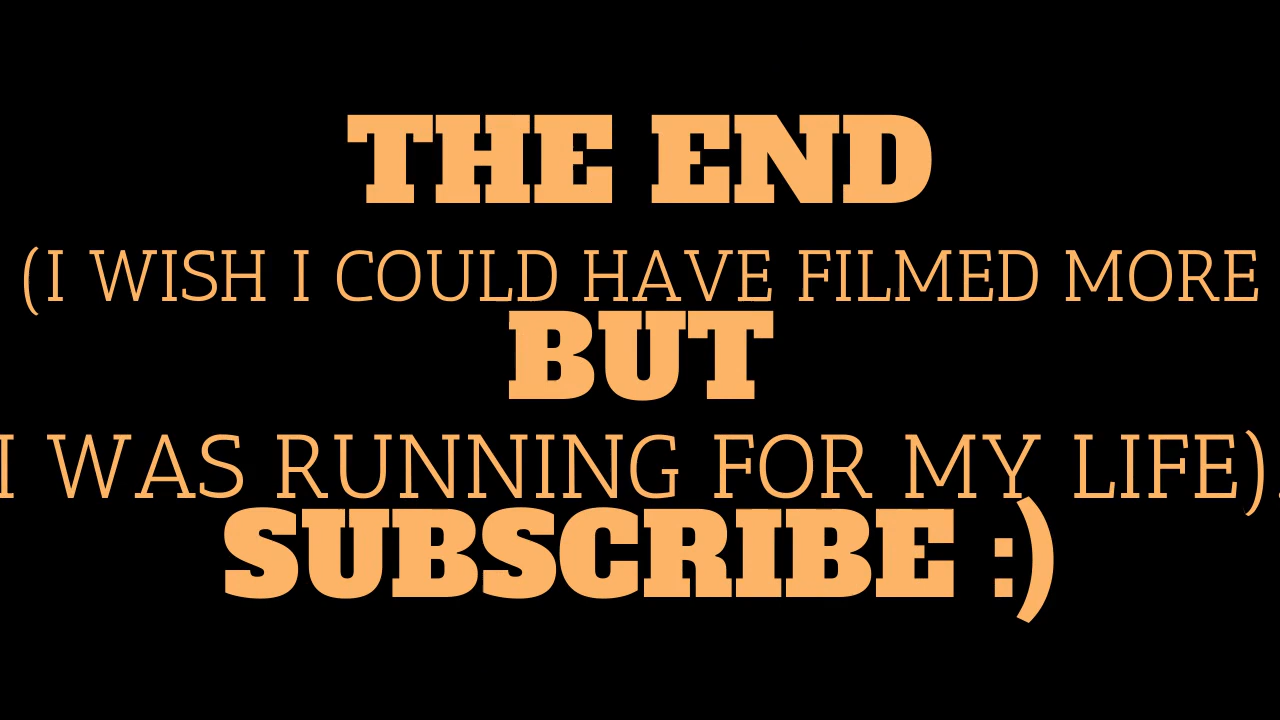 THE END
(I WISH I COULD HAVE FILMED MORE
BUT
I WAS RUNNING FOR MY LIFE).
SUBSCRIBE :)